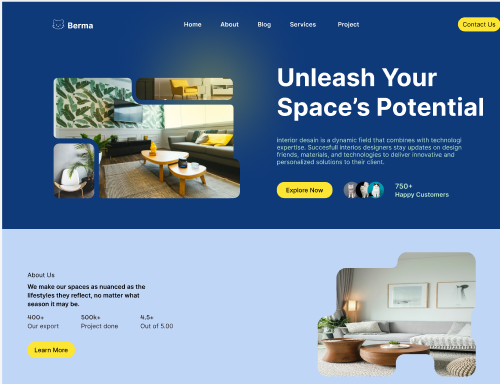 Berma
Home About Blog Services Project
Contact Us
Unleash Your
Space's Potential
interior desain is a dynamic field that combines with technologi
expertise. Succesfull interios designers stay updates on design
friends, materials, and technologies to deliver innovative and
personalized solutions to their client.
Explore Now
750+
Happy Customers
About Us
We make our spaces as nuanced as the
lifestyles they reflect, no matter what
season it may be.
400+ 500k+ 4.5+
Our export Project done Out of 5.00
Learn More